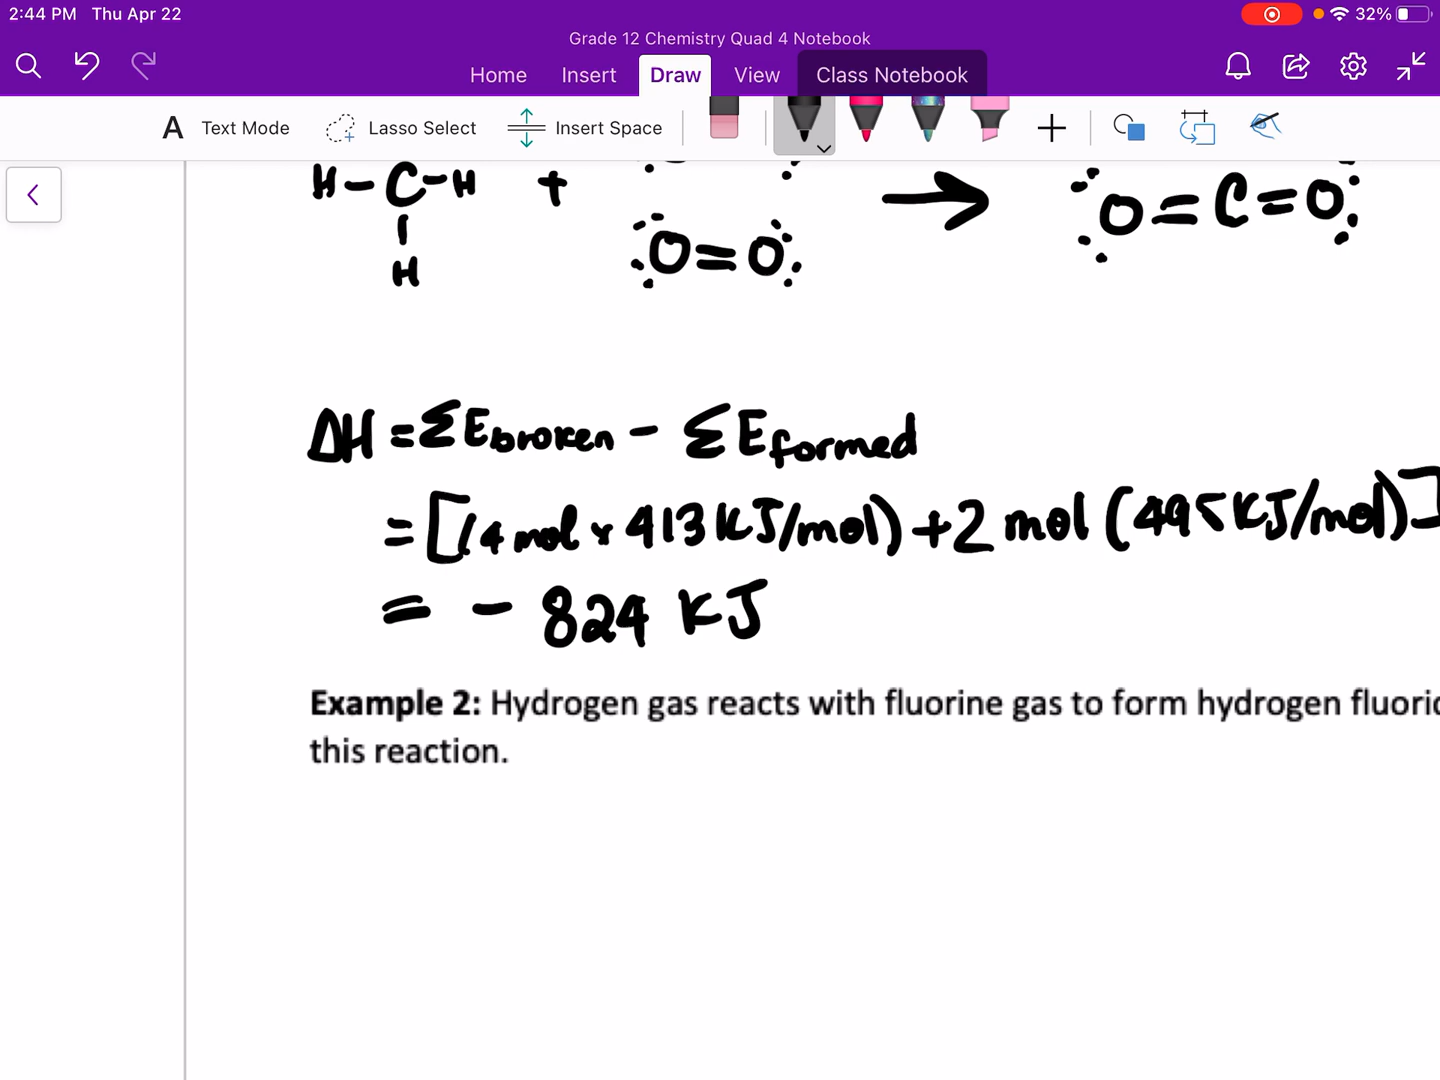 2:44 PM Thu Apr 22
32%
Grade 12 Chemistry Quad 4 Notebook
Home Insert Draw View Class Notebook
A Text Mode Lasso Select Insert Space
H-C-H + → O=C=O
O=O
H
ΔH = ΣEbroken - ΣEformed
= [(4 mol x 413 KJ/mol) + 2 mol (495 KJ/mol)]
= - 824 KJ
Example 2: Hydrogen gas reacts with fluorine gas to form hydrogen
this reaction.